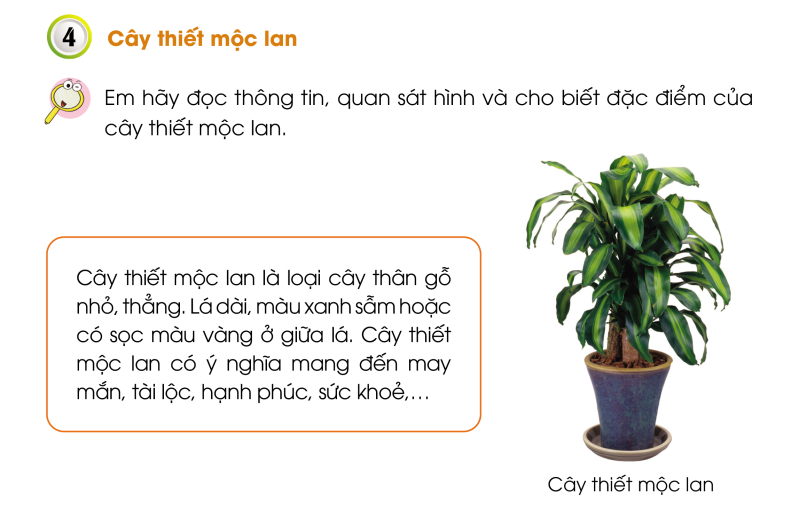 4 Cây thiết mộc lan
Em hãy đọc thông tin, quan sát hình và cho biết đặc điểm của
cây thiết mộc lan.
Cây thiết mộc lan là loại cây thân gỗ
nhỏ, thẳng. Lá dài, màu xanh sẫm hoặc
có sọc màu vàng ở giữa lá. Cây thiết
mộc lan có ý nghĩa mang đến may
mắn, tài lộc, hạnh phúc, sức khoẻ,...
Cây thiết mộc lan